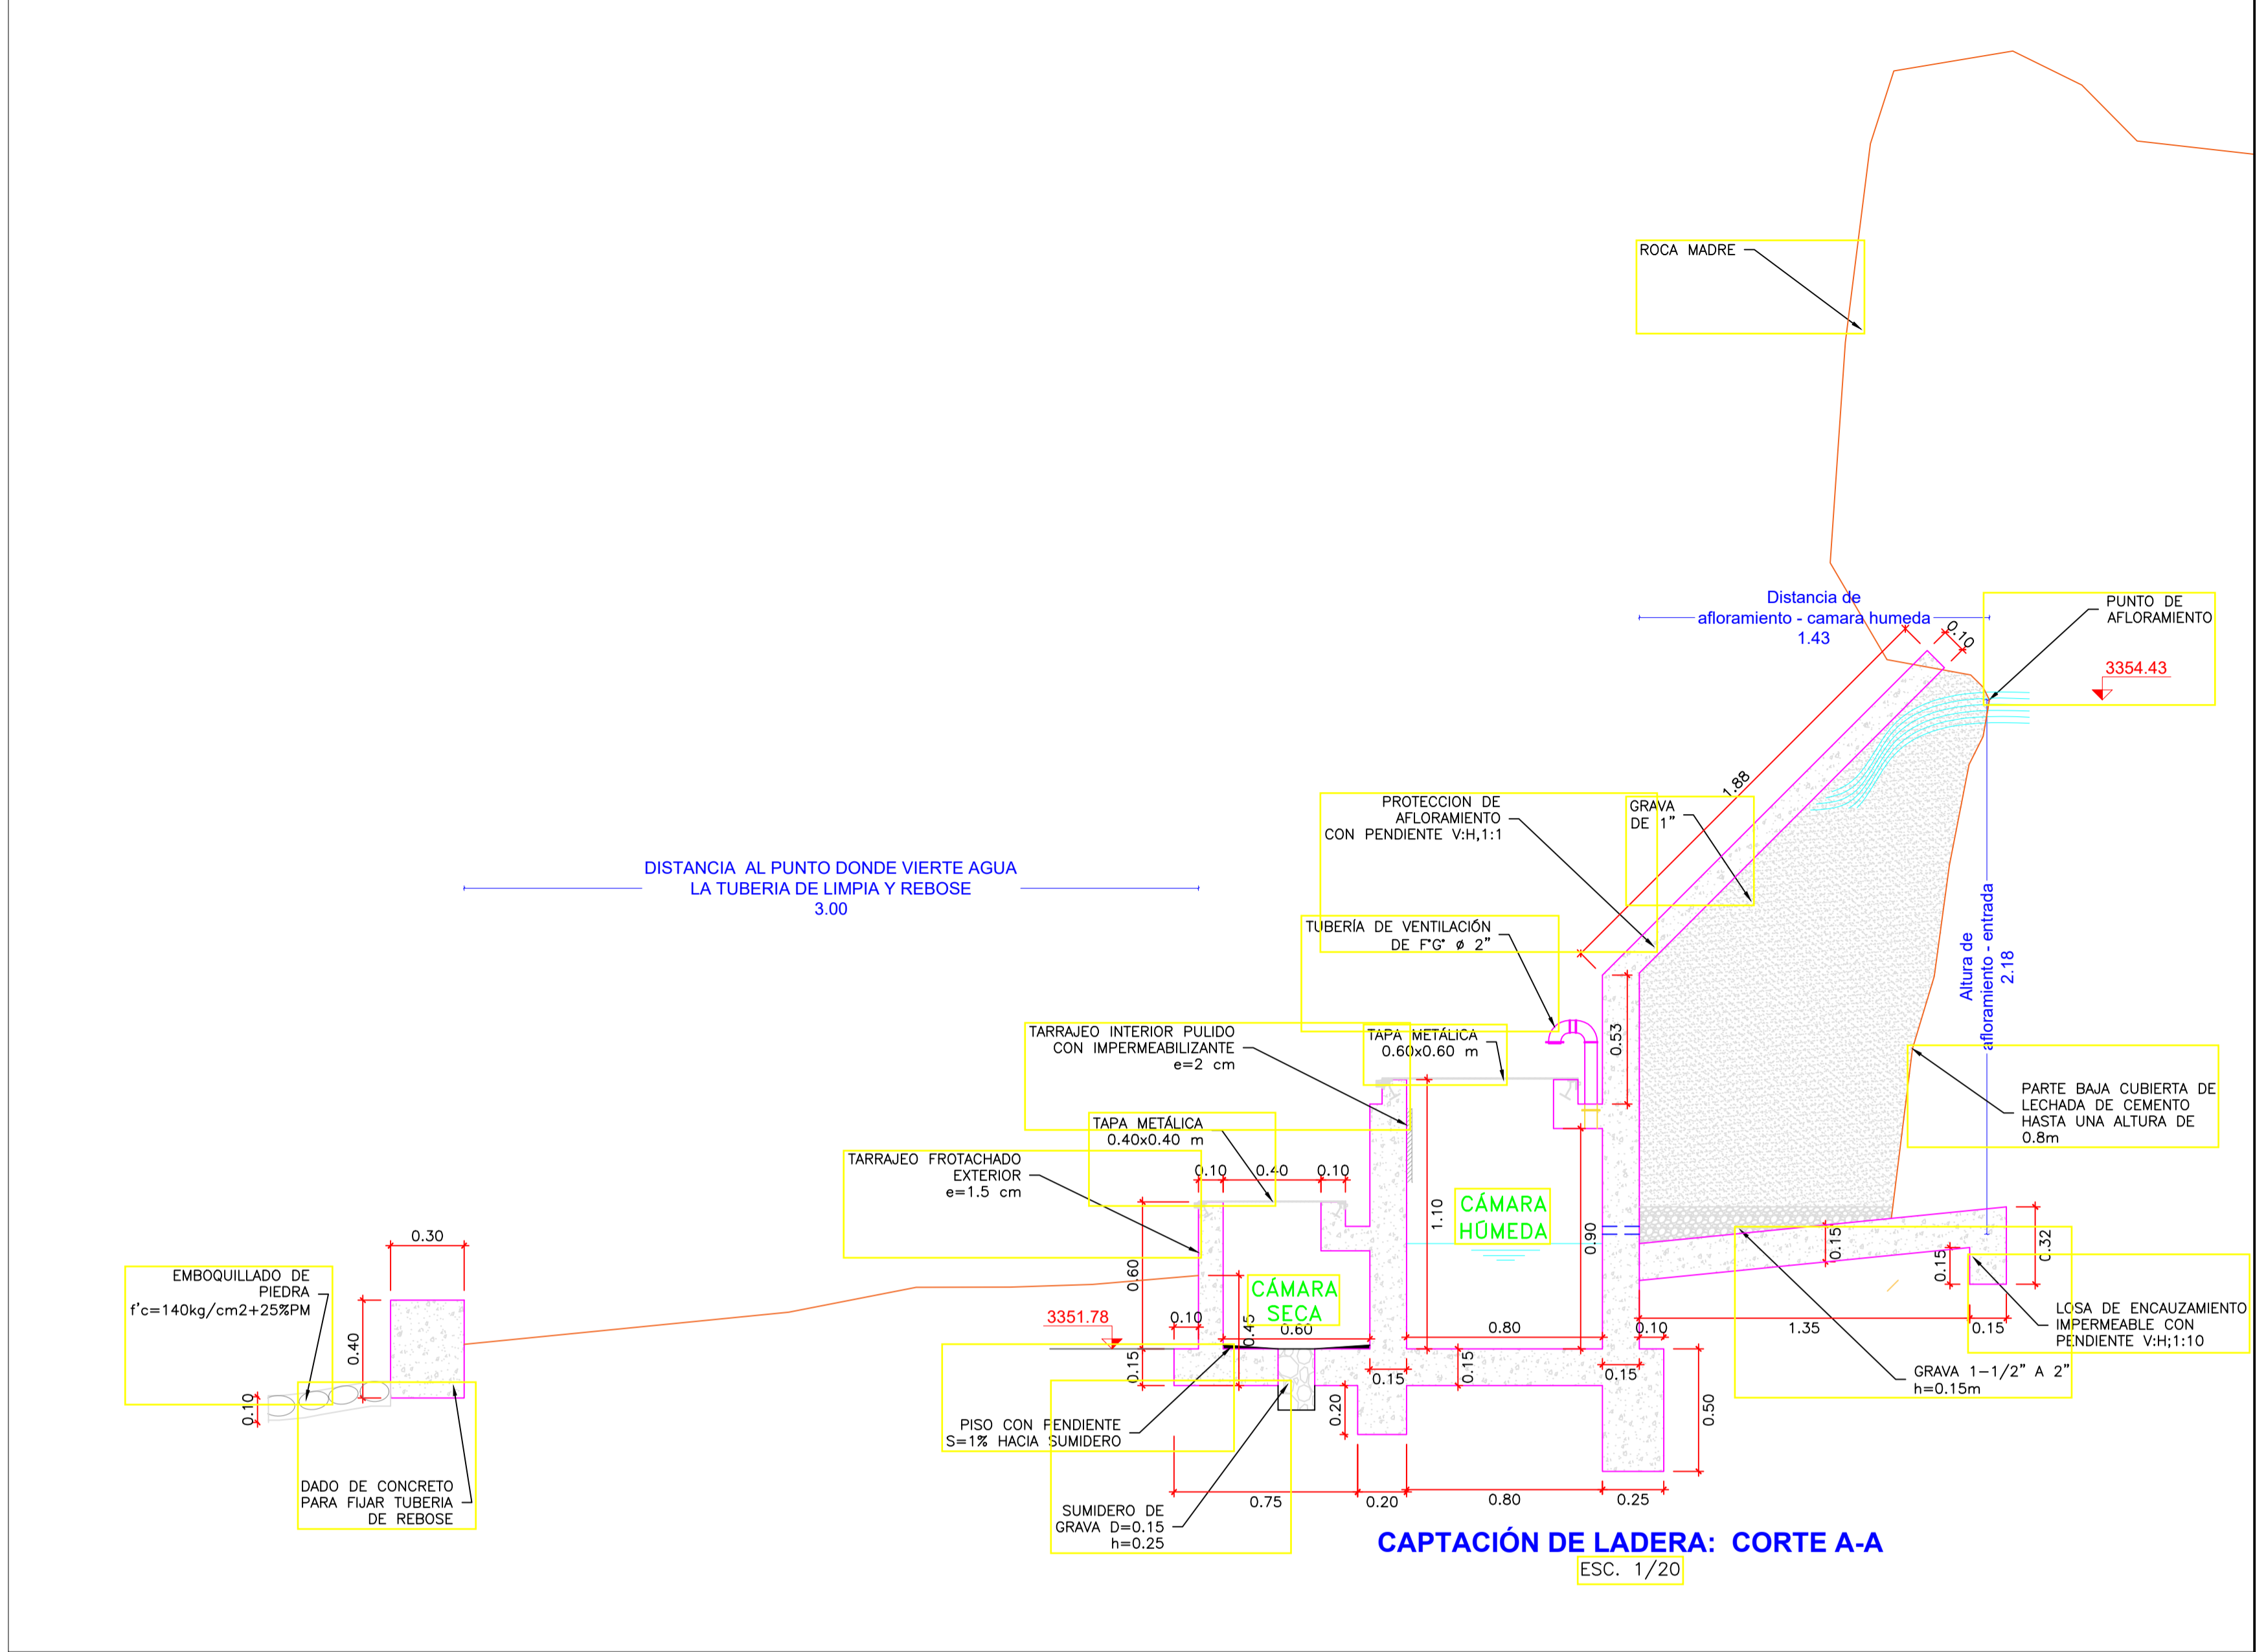 ROCA MADRE
Distancia de
afloramiento - camara humeda
1.43
0.10
PUNTO DE
AFLORAMIENTO
3354.43
1.88
PROTECCION DE
AFLORAMIENTO
CON PENDIENTE V:H,1:1
GRAVA
DE 1"
DISTANCIA AL PUNTO DONDE VIERTE AGUA
LA TUBERIA DE LIMPIA Y REBOSE
3.00
TUBERÍA DE VENTILACIÓN
DE F°G° ø 2"
Altura de
afloramiento - entrada
2.18
TARRAJEO INTERIOR PULIDO
CON IMPERMEABILIZANTE
e=2 cm
TAPA METÁLICA
0.60x0.60 m
0.53
PARTE BAJA CUBIERTA DE
LECHADA DE CEMENTO
HASTA UNA ALTURA DE
0.8m
TAPA METÁLICA
0.40x0.40 m
TARRAJEO FROTACHADO
EXTERIOR
e=1.5 cm
0.10
0.40
0.10
1.10
CÁMARA
HÚMEDA
0.90
0.15
0.15
0.32
0.30
EMBOQUILLADO DE
PIEDRA
f'c=140kg/cm2+25%PM
0.40
0.10
0.60
CÁMARA
SECA
0.45
3351.78
0.10
0.60
0.80
0.10
1.35
0.15
LOSA DE ENCAUZAMIENTO
IMPERMEABLE CON
PENDIENTE V:H;1:10
0.15
0.15
0.15
0.15
GRAVA 1-1/2" A 2"
h=0.15m
0.20
0.50
PISO CON PENDIENTE
S=1% HACIA SUMIDERO
DADO DE CONCRETO
PARA FIJAR TUBERIA
DE REBOSE
0.75
0.20
0.80
0.25
SUMIDERO DE
GRAVA D=0.15
h=0.25
CAPTACIÓN DE LADERA: CORTE A-A
ESC. 1/20